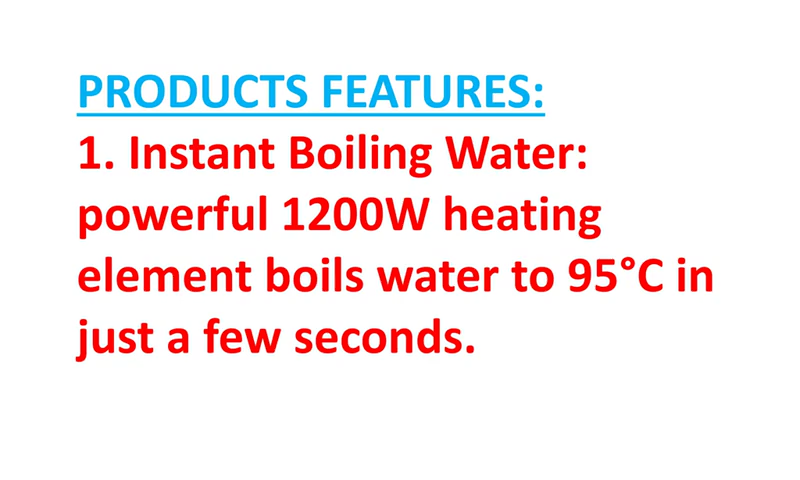 PRODUCTS FEATURES:
1. Instant Boiling Water:
powerful 1200W heating
element boils water to 95°C in
just a few seconds.